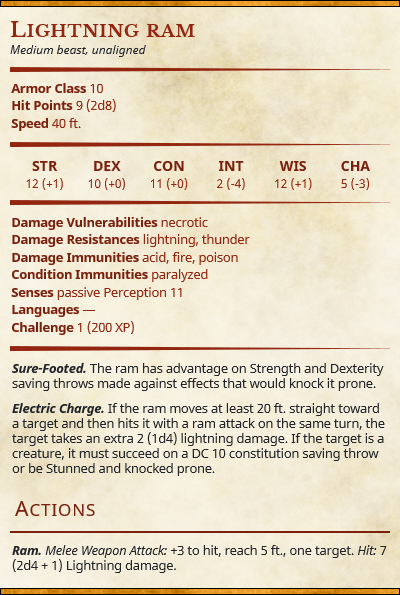 Lightning ram
Medium beast, unaligned
Armor Class 10
Hit Points 9 (2d8)
Speed 40 ft.
STR DEX CON INT WIS CHA
12 (+1) 10 (+0) 11 (+0) 2 (-4) 12 (+1) 5 (-3)
Damage Vulnerabilities necrotic
Damage Resistances lightning, thunder
Damage Immunities acid, fire, poison
Condition Immunities paralyzed
Senses passive Perception 11
Languages —
Challenge 1 (200 XP)
Sure-Footed. The ram has advantage on Strength and Dexterity
saving throws made against effects that would knock it prone.
Electric Charge. If the ram moves at least 20 ft. straight toward
a target and then hits it with a ram attack on the same turn, the
target takes an extra 2 (1d4) lightning damage. If the target is a
creature, it must succeed on a DC 10 constitution saving throw
or be Stunned and knocked prone.
Actions
Ram. Melee Weapon Attack: +3 to hit, reach 5 ft., one target. Hit: 7
(2d4 + 1) Lightning damage.